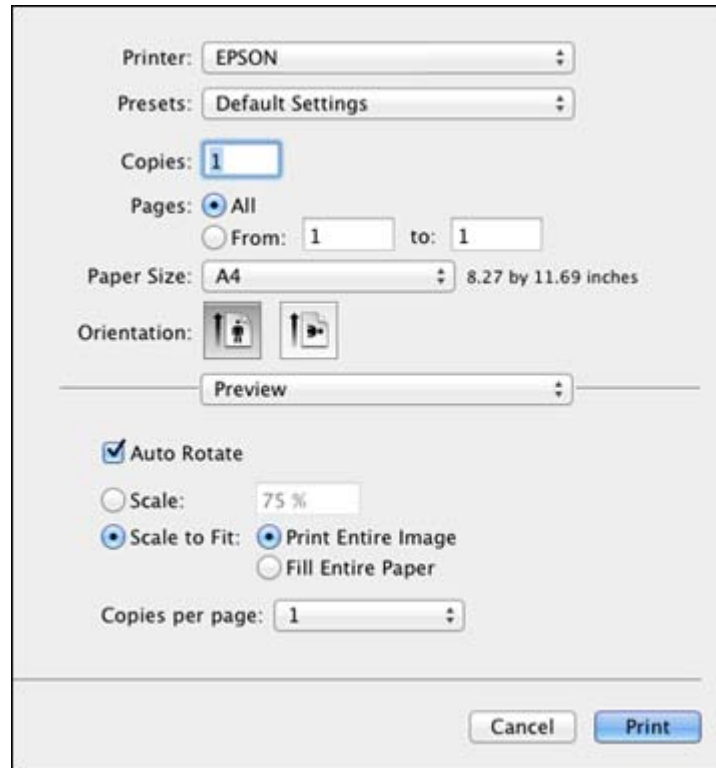 Printer: EPSON
Presets: Default Settings
Copies: 1
Pages: All
From: 1 to: 1
Paper Size: A4 8.27 by 11.69 inches
Orientation:
Preview
Auto Rotate
Scale: 75 %
Scale to Fit: Print Entire Image
Fill Entire Paper
Copies per page: 1
Cancel Print